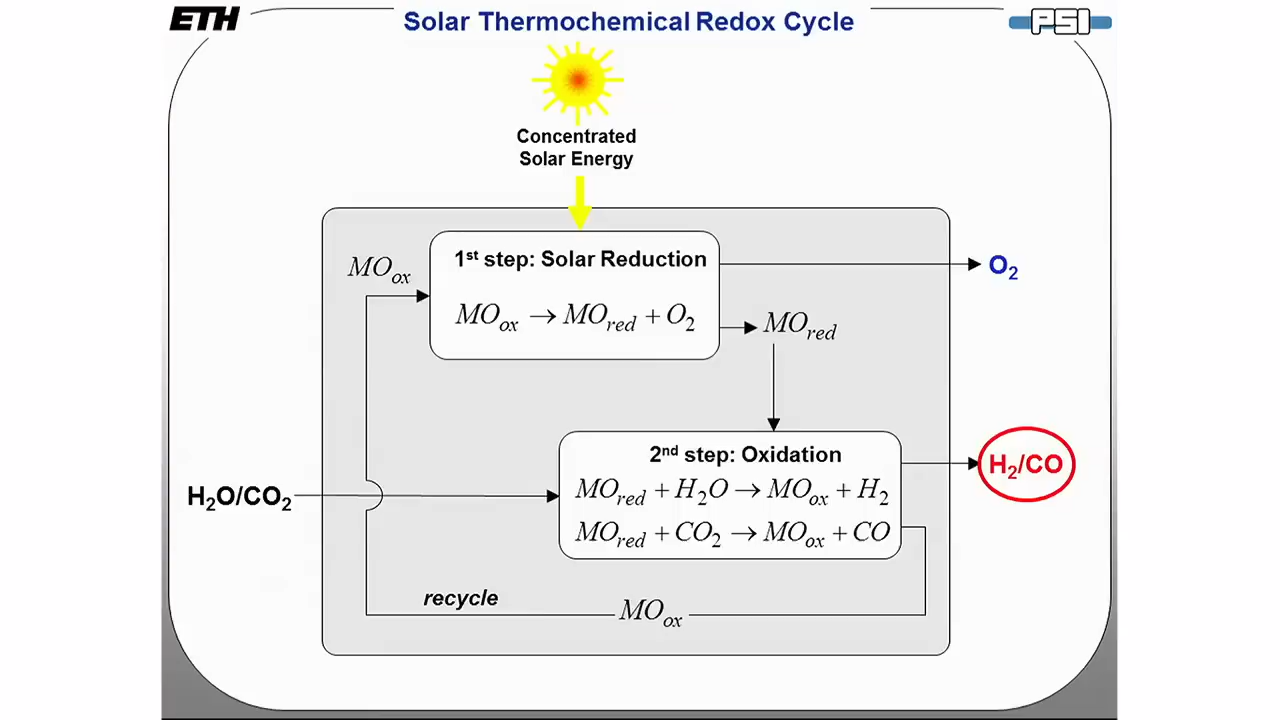 ETH
Solar Thermochemical Redox Cycle
PSI
Concentrated
Solar Energy
MOox
1st step: Solar Reduction
MOox → MOred + O2
O2
MOred
2nd step: Oxidation
MOred + H2O → MOox + H2
MOred + CO2 → MOox + CO
H2/CO
H2O/CO2
recycle
MOox